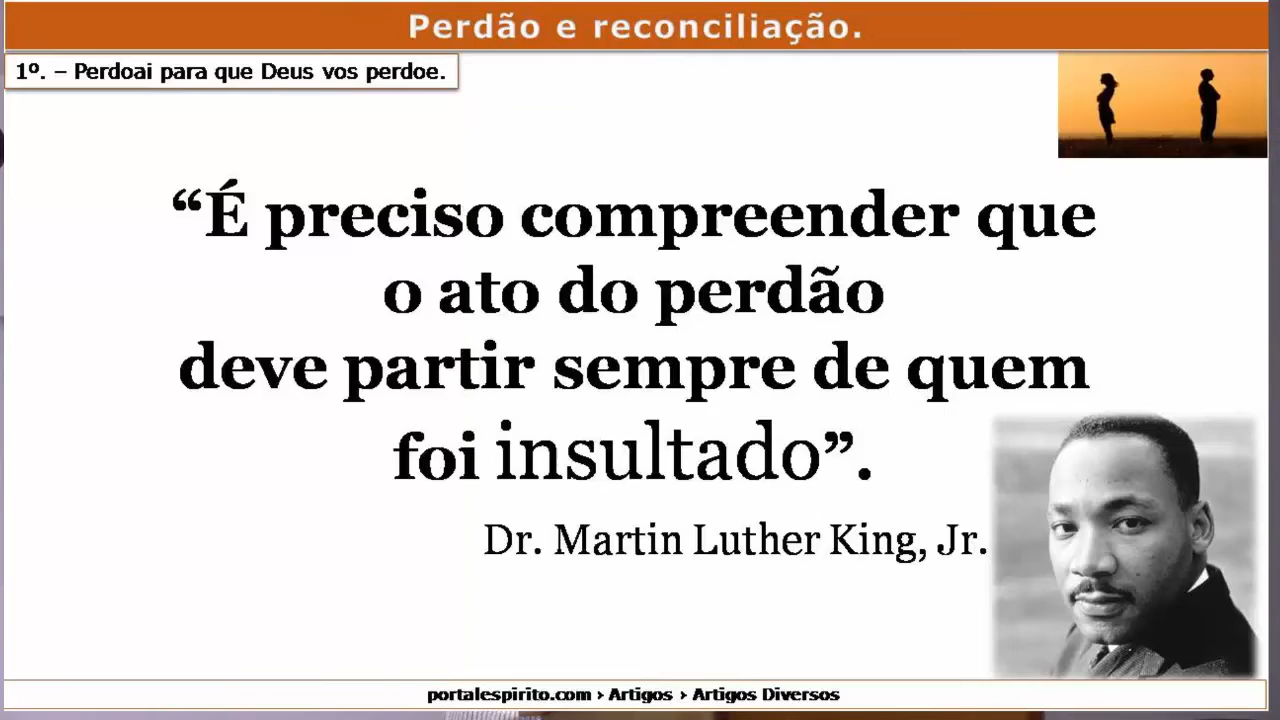 Perdão e reconciliação.
1º. – Perdoai para que Deus vos perdoe.
“É preciso compreender que
o ato do perdão
deve partir sempre de quem
foi insultado”.
Dr. Martin Luther King, Jr.
portalespirito.com › Artigos › Artigos Diversos